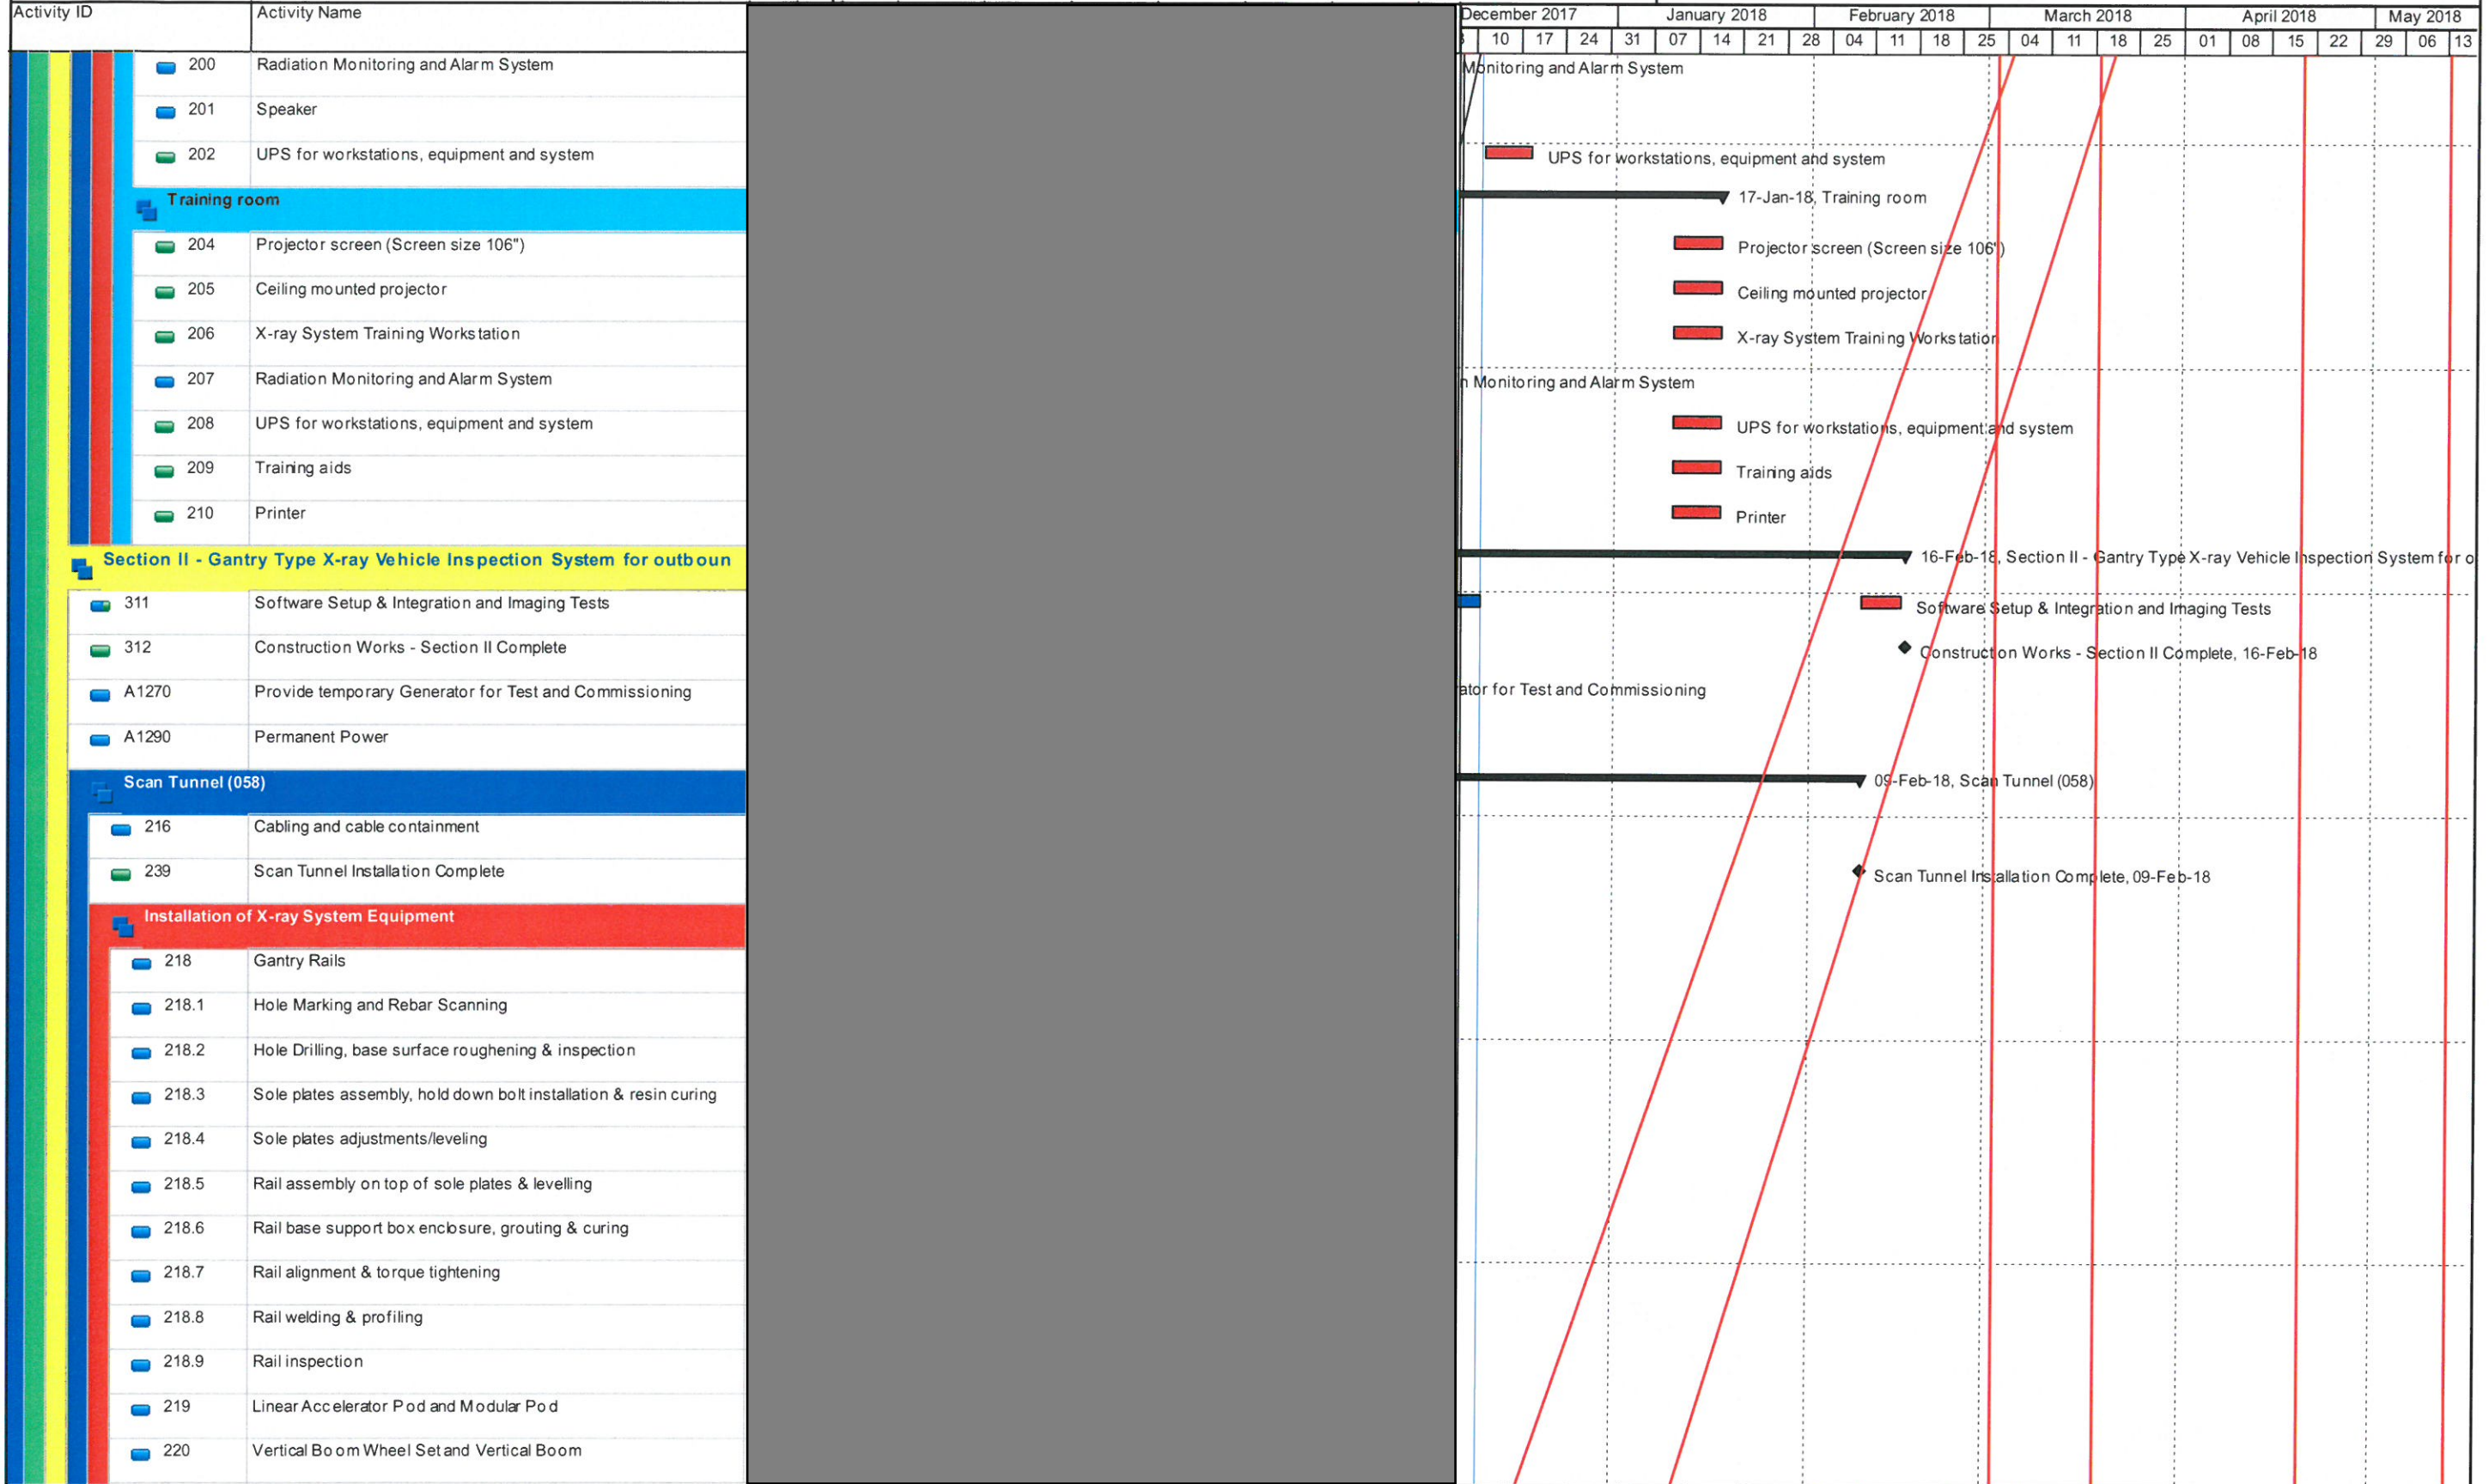 Activity ID Activity Name December 2017 January 2018 February 2018 March 2018 April 2018 May 2018
10 17 24 31 07 14 21 28 04 11 18 25 04 11 18 25 01 08 15 22 29 06 13
200 Radiation Monitoring and Alarm System Monitoring and Alarm System
201 Speaker
202 UPS for workstations, equipment and system UPS for workstations, equipment and system
Training room 17-Jan-18, Training room
204 Projector screen (Screen size 106") Projector screen (Screen size 106")
205 Ceiling mounted projector Ceiling mounted projector
206 X-ray System Training Workstation X-ray System Training Workstation
207 Radiation Monitoring and Alarm System n Monitoring and Alarm System
208 UPS for workstations, equipment and system UPS for workstations, equipment and system
209 Training aids Training aids
210 Printer Printer
Section II - Gantry Type X-ray Vehicle Inspection System for outboun 16-Feb-18, Section II - Gantry Type X-ray Vehicle Inspection System for o
311 Software Setup & Integration and Imaging Tests Software Setup & Integration and Imaging Tests
312 Construction Works - Section II Complete Construction Works - Section II Complete, 16-Feb-18
A1270 Provide temporary Generator for Test and Commissioning ator for Test and Commissioning
A1290 Permanent Power
Scan Tunnel (058) 09-Feb-18, Scan Tunnel (058)
216 Cabling and cable containment
239 Scan Tunnel Installation Complete Scan Tunnel Installation Complete, 09-Feb-18
Installation of X-ray System Equipment
218 Gantry Rails
218.1 Hole Marking and Rebar Scanning
218.2 Hole Drilling, base surface roughening & inspection
218.3 Sole plates assembly, hold down bolt installation & resin curing
218.4 Sole plates adjustments/leveling
218.5 Rail assembly on top of sole plates & levelling
218.6 Rail base support box enclosure, grouting & curing
218.7 Rail alignment & torque tightening
218.8 Rail welding & profiling
218.9 Rail inspection
219 Linear Accelerator Pod and Modular Pod
220 Vertical Boom Wheel Set and Vertical Boom